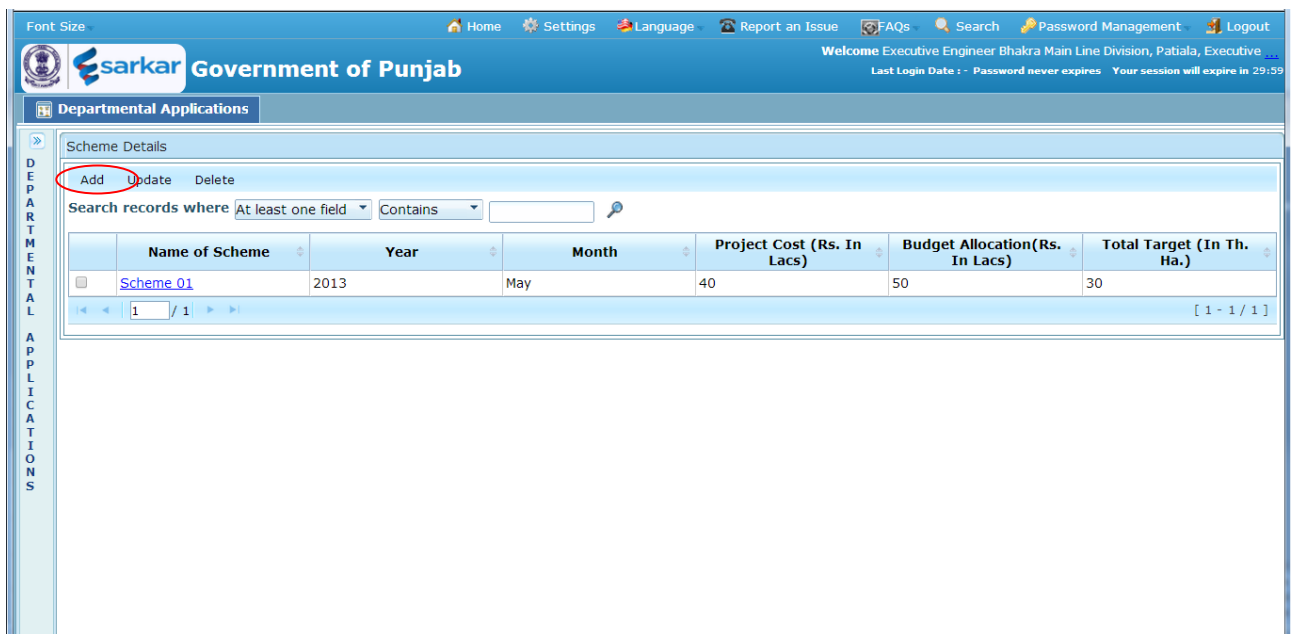 Font Size Home Settings Language Report an Issue FAQs Search Password Management Logout
Welcome Executive Engineer Bhakra Main Line Division, Patiala, Executive ...
sarkar Government of Punjab
Last Login Date : - Password never expires Your session will expire in 29:59
Departmental Applications
DEPARTMENTAL APPLICATIONS
Scheme Details
Add Update Delete
Search records where At least one field Contains
Name of Scheme Year Month Project Cost (Rs. In Lacs) Budget Allocation(Rs. In Lacs) Total Target (In Th. Ha.)
Scheme 01 2013 May 40 50 30
1 / 1 [ 1 - 1 / 1 ]